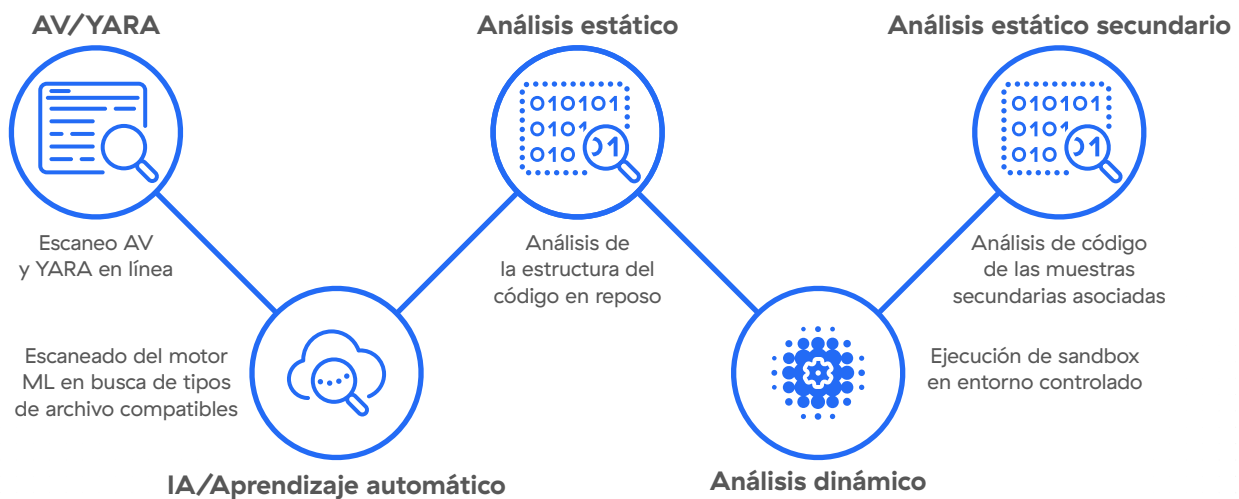 AV/YARA
Escaneo AV
y YARA en línea
Escaneado del motor
ML en busca de tipos
de archivo compatibles
IA/Aprendizaje automático
Análisis estático
010101
0101
010
01
Análisis de
la estructura del
código en reposo
Análisis dinámico
Ejecución de sandbox
en entorno controlado
Análisis estático secundario
010101
0101
010
01
Análisis de código
de las muestras
secundarias asociadas